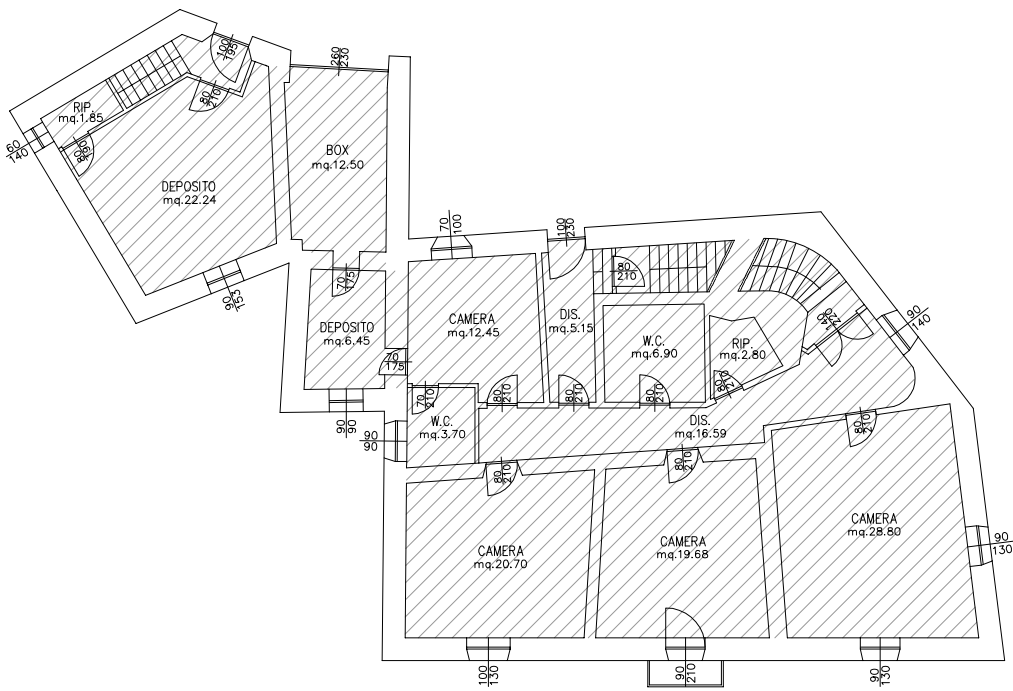 100
195
260
230
80
210
RIP.
mq.1.85
60
140
80
190
BOX
mq.12.50
DEPOSITO
mq.22.24
70
100
100
230
80
210
90
153
70
175
DEPOSITO
mq.6.45
CAMERA
mq.12.45
DIS.
mq.5.15
W.C.
mq.6.90
RIP.
mq.2.80
140
220
90
140
70
175
80
210
70
210
80
210
80
210
80
210
90
90
90
90
W.C.
mq.3.70
DIS.
mq.16.59
80
210
80
210
80
210
CAMERA
mq.20.70
CAMERA
mq.19.68
CAMERA
mq.28.80
90
130
100
130
90
210
90
130